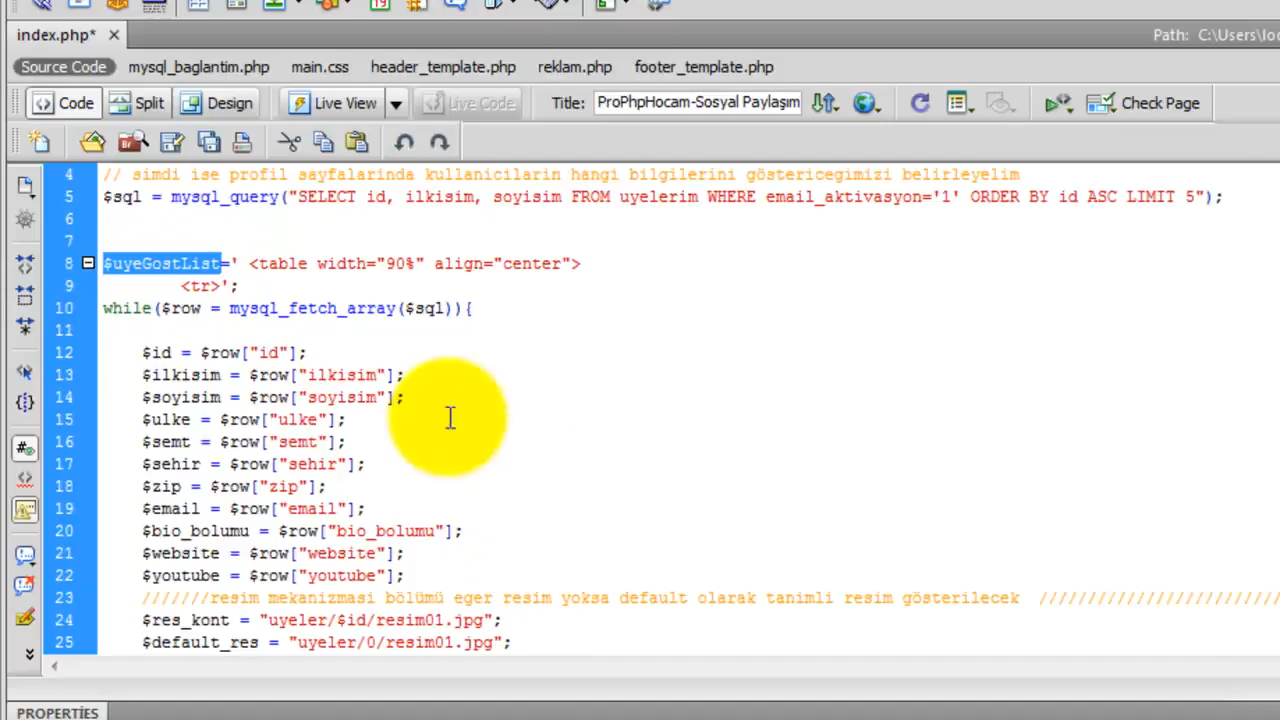 index.php*
Path: C:\Users\
Source Code mysql_baglantim.php main.css header_template.php reklam.php footer_template.php
Code Split Design Live View Live Code Title: ProPhpHocam-Sosyal Paylaşım Check Page
4 // simdi ise profil sayfalarinda kullanicilarin hangi bilgilerini göstericegimizi belirleyelim
5 $sql = mysql_query("SELECT id, ilkisim, soyisim FROM uyelerim WHERE email_aktivasyon='1' ORDER BY id ASC LIMIT 5");
6
7
8 $uyeGostList=' <table width="90%" align="center">
9 <tr>';
10 while($row = mysql_fetch_array($sql)){
11
12 $id = $row["id"];
13 $ilkisim = $row["ilkisim"];
14 $soyisim = $row["soyisim"];
15 $ulke = $row["ulke"];
16 $semt = $row["semt"];
17 $sehir = $row["sehir"];
18 $zip = $row["zip"];
19 $email = $row["email"];
20 $bio_bolumu = $row["bio_bolumu"];
21 $website = $row["website"];
22 $youtube = $row["youtube"];
23 ///////resim mekanizmasi bölümü eger resim yoksa default olarak tanimli resim gösterilecek /////////////////////////
24 $res_kont = "uyeler/$id/resim01.jpg";
25 $default_res = "uyeler/0/resim01.jpg";
PROPERTİES